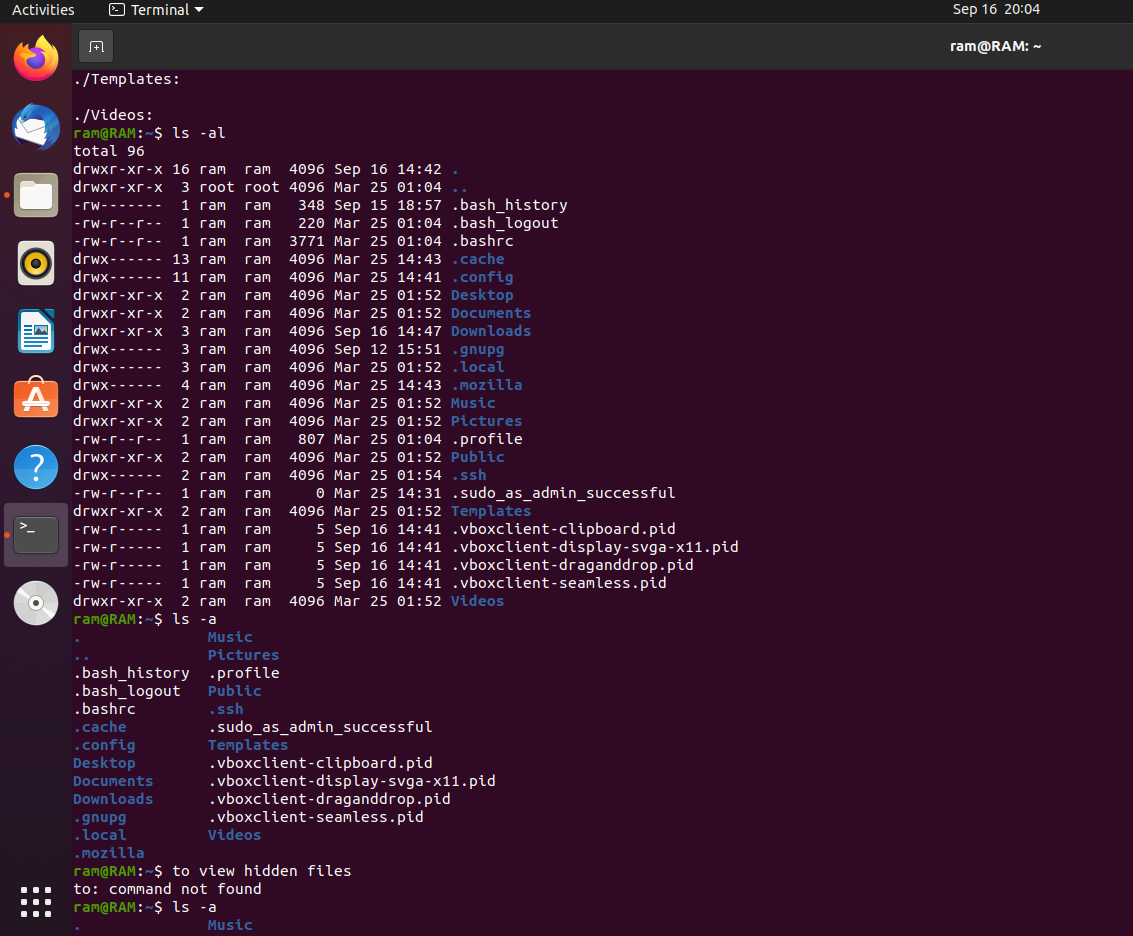 Activities
Terminal
Sep 16 20:04
ram@RAM: ~
./Templates:
./Videos:
ram@RAM:~$ ls -al
total 96
drwxr-xr-x 16 ram  ram  4096 Sep 16 14:42 .
drwxr-xr-x  3 root root 4096 Mar 25 01:04 ..
-rw-------  1 ram  ram   348 Sep 15 18:57 .bash_history
-rw-r--r--  1 ram  ram   220 Mar 25 01:04 .bash_logout
-rw-r--r--  1 ram  ram  3771 Mar 25 01:04 .bashrc
drwx------ 13 ram  ram  4096 Mar 25 14:43 .cache
drwx------ 11 ram  ram  4096 Mar 25 14:41 .config
drwxr-xr-x  2 ram  ram  4096 Mar 25 01:52 Desktop
drwxr-xr-x  2 ram  ram  4096 Mar 25 01:52 Documents
drwxr-xr-x  3 ram  ram  4096 Sep 16 14:47 Downloads
drwx------  3 ram  ram  4096 Sep 12 15:51 .gnupg
drwx------  3 ram  ram  4096 Mar 25 01:52 .local
drwx------  4 ram  ram  4096 Mar 25 14:43 .mozilla
drwxr-xr-x  2 ram  ram  4096 Mar 25 01:52 Music
drwxr-xr-x  2 ram  ram  4096 Mar 25 01:52 Pictures
-rw-r--r--  1 ram  ram   807 Mar 25 01:04 .profile
drwxr-xr-x  2 ram  ram  4096 Mar 25 01:52 Public
drwx------  2 ram  ram  4096 Mar 25 01:54 .ssh
-rw-r--r--  1 ram  ram     0 Mar 25 14:31 .sudo_as_admin_successful
drwxr-xr-x  2 ram  ram  4096 Mar 25 01:52 Templates
-rw-r-----  1 ram  ram     5 Sep 16 14:41 .vboxclient-clipboard.pid
-rw-r-----  1 ram  ram     5 Sep 16 14:41 .vboxclient-display-svga-x11.pid
-rw-r-----  1 ram  ram     5 Sep 16 14:41 .vboxclient-draganddrop.pid
-rw-r-----  1 ram  ram     5 Sep 16 14:41 .vboxclient-seamless.pid
drwxr-xr-x  2 ram  ram  4096 Mar 25 01:52 Videos
ram@RAM:~$ ls -a
.              Music
..             Pictures
.bash_history  .profile
.bash_logout   Public
.bashrc        .ssh
.cache         .sudo_as_admin_successful
.config        Templates
Desktop        .vboxclient-clipboard.pid
Documents      .vboxclient-display-svga-x11.pid
Downloads      .vboxclient-draganddrop.pid
.gnupg         .vboxclient-seamless.pid
.local         Videos
.mozilla
ram@RAM:~$ to view hidden files
to: command not found
ram@RAM:~$ ls -a
.              Music